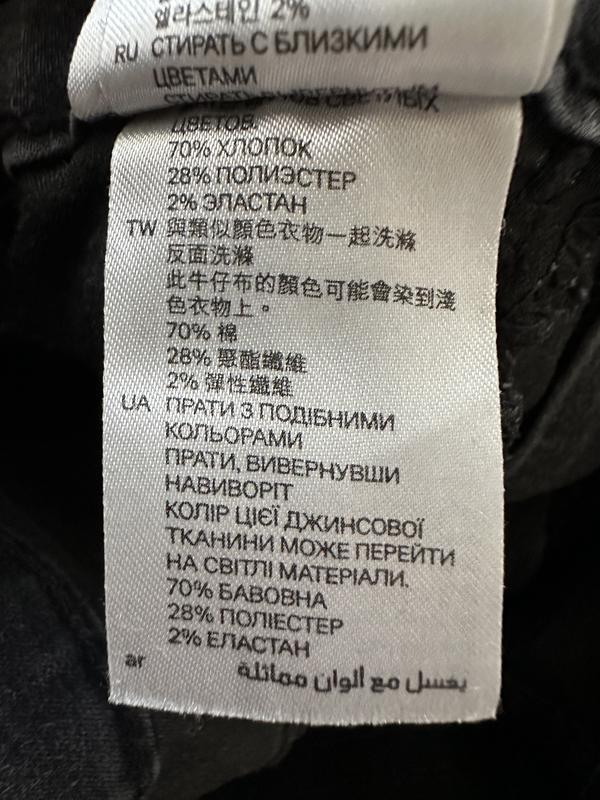 엘라스테인 2%
RU СТИРАТЬ С БЛИЗКИМИ
ЦВЕТАМИ
ЦВЕТОВ.
70% ХЛОПОК
28% ПОЛИЭСТЕР
2% ЭЛАСТАН
TW 與類似顏色衣物一起洗滌
反面洗滌
此牛仔布的顏色可能會染到淺
色衣物上。
70% 棉
28% 聚酯纖維
2% 彈性纖維
UA ПРАТИ З ПОДІБНИМИ
КОЛЬОРАМИ
ПРАТИ, ВИВЕРНУВШИ
НАВИВОРІТ
КОЛІР ЦІЄЇ ДЖИНСОВОЇ
ТКАНИНИ МОЖЕ ПЕРЕЙТИ
НА СВІТЛІ МАТЕРІАЛИ.
70% БАВОВНА
28% ПОЛІЕСТЕР
2% ЕЛАСТАН
ar يغسل مع ألوان مماثلة